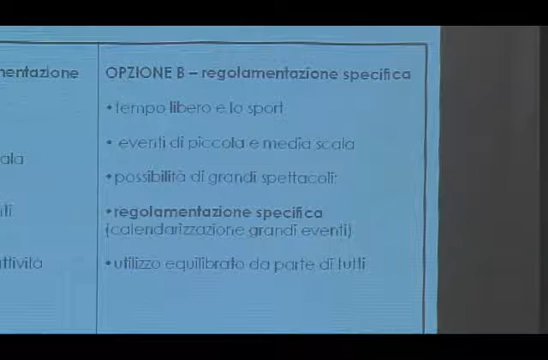 mentazione
ala
ti
ttività
OPZIONE B – regolamentazione specifica
•tempo libero e lo sport
• eventi di piccola e media scala
•possibilità di grandi spettacoli:
•regolamentazione specifica
(calendarizzazione grandi eventi)
•utilizzo equilibrato da parte di tutti